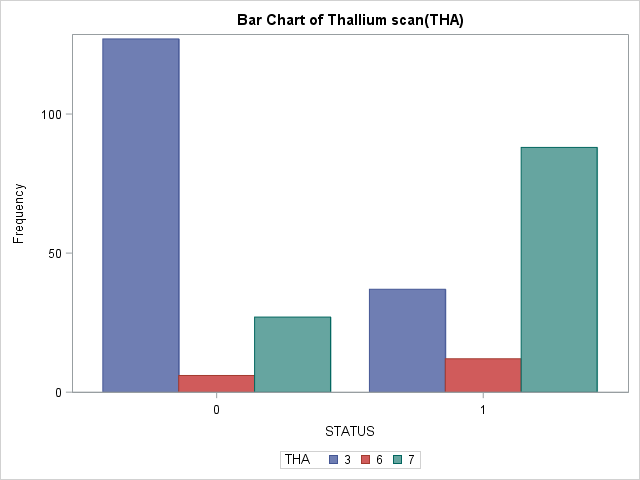 Bar Chart of Thallium scan(THA)
Frequency
100
50
0
0 1
STATUS
THA 3 6 7